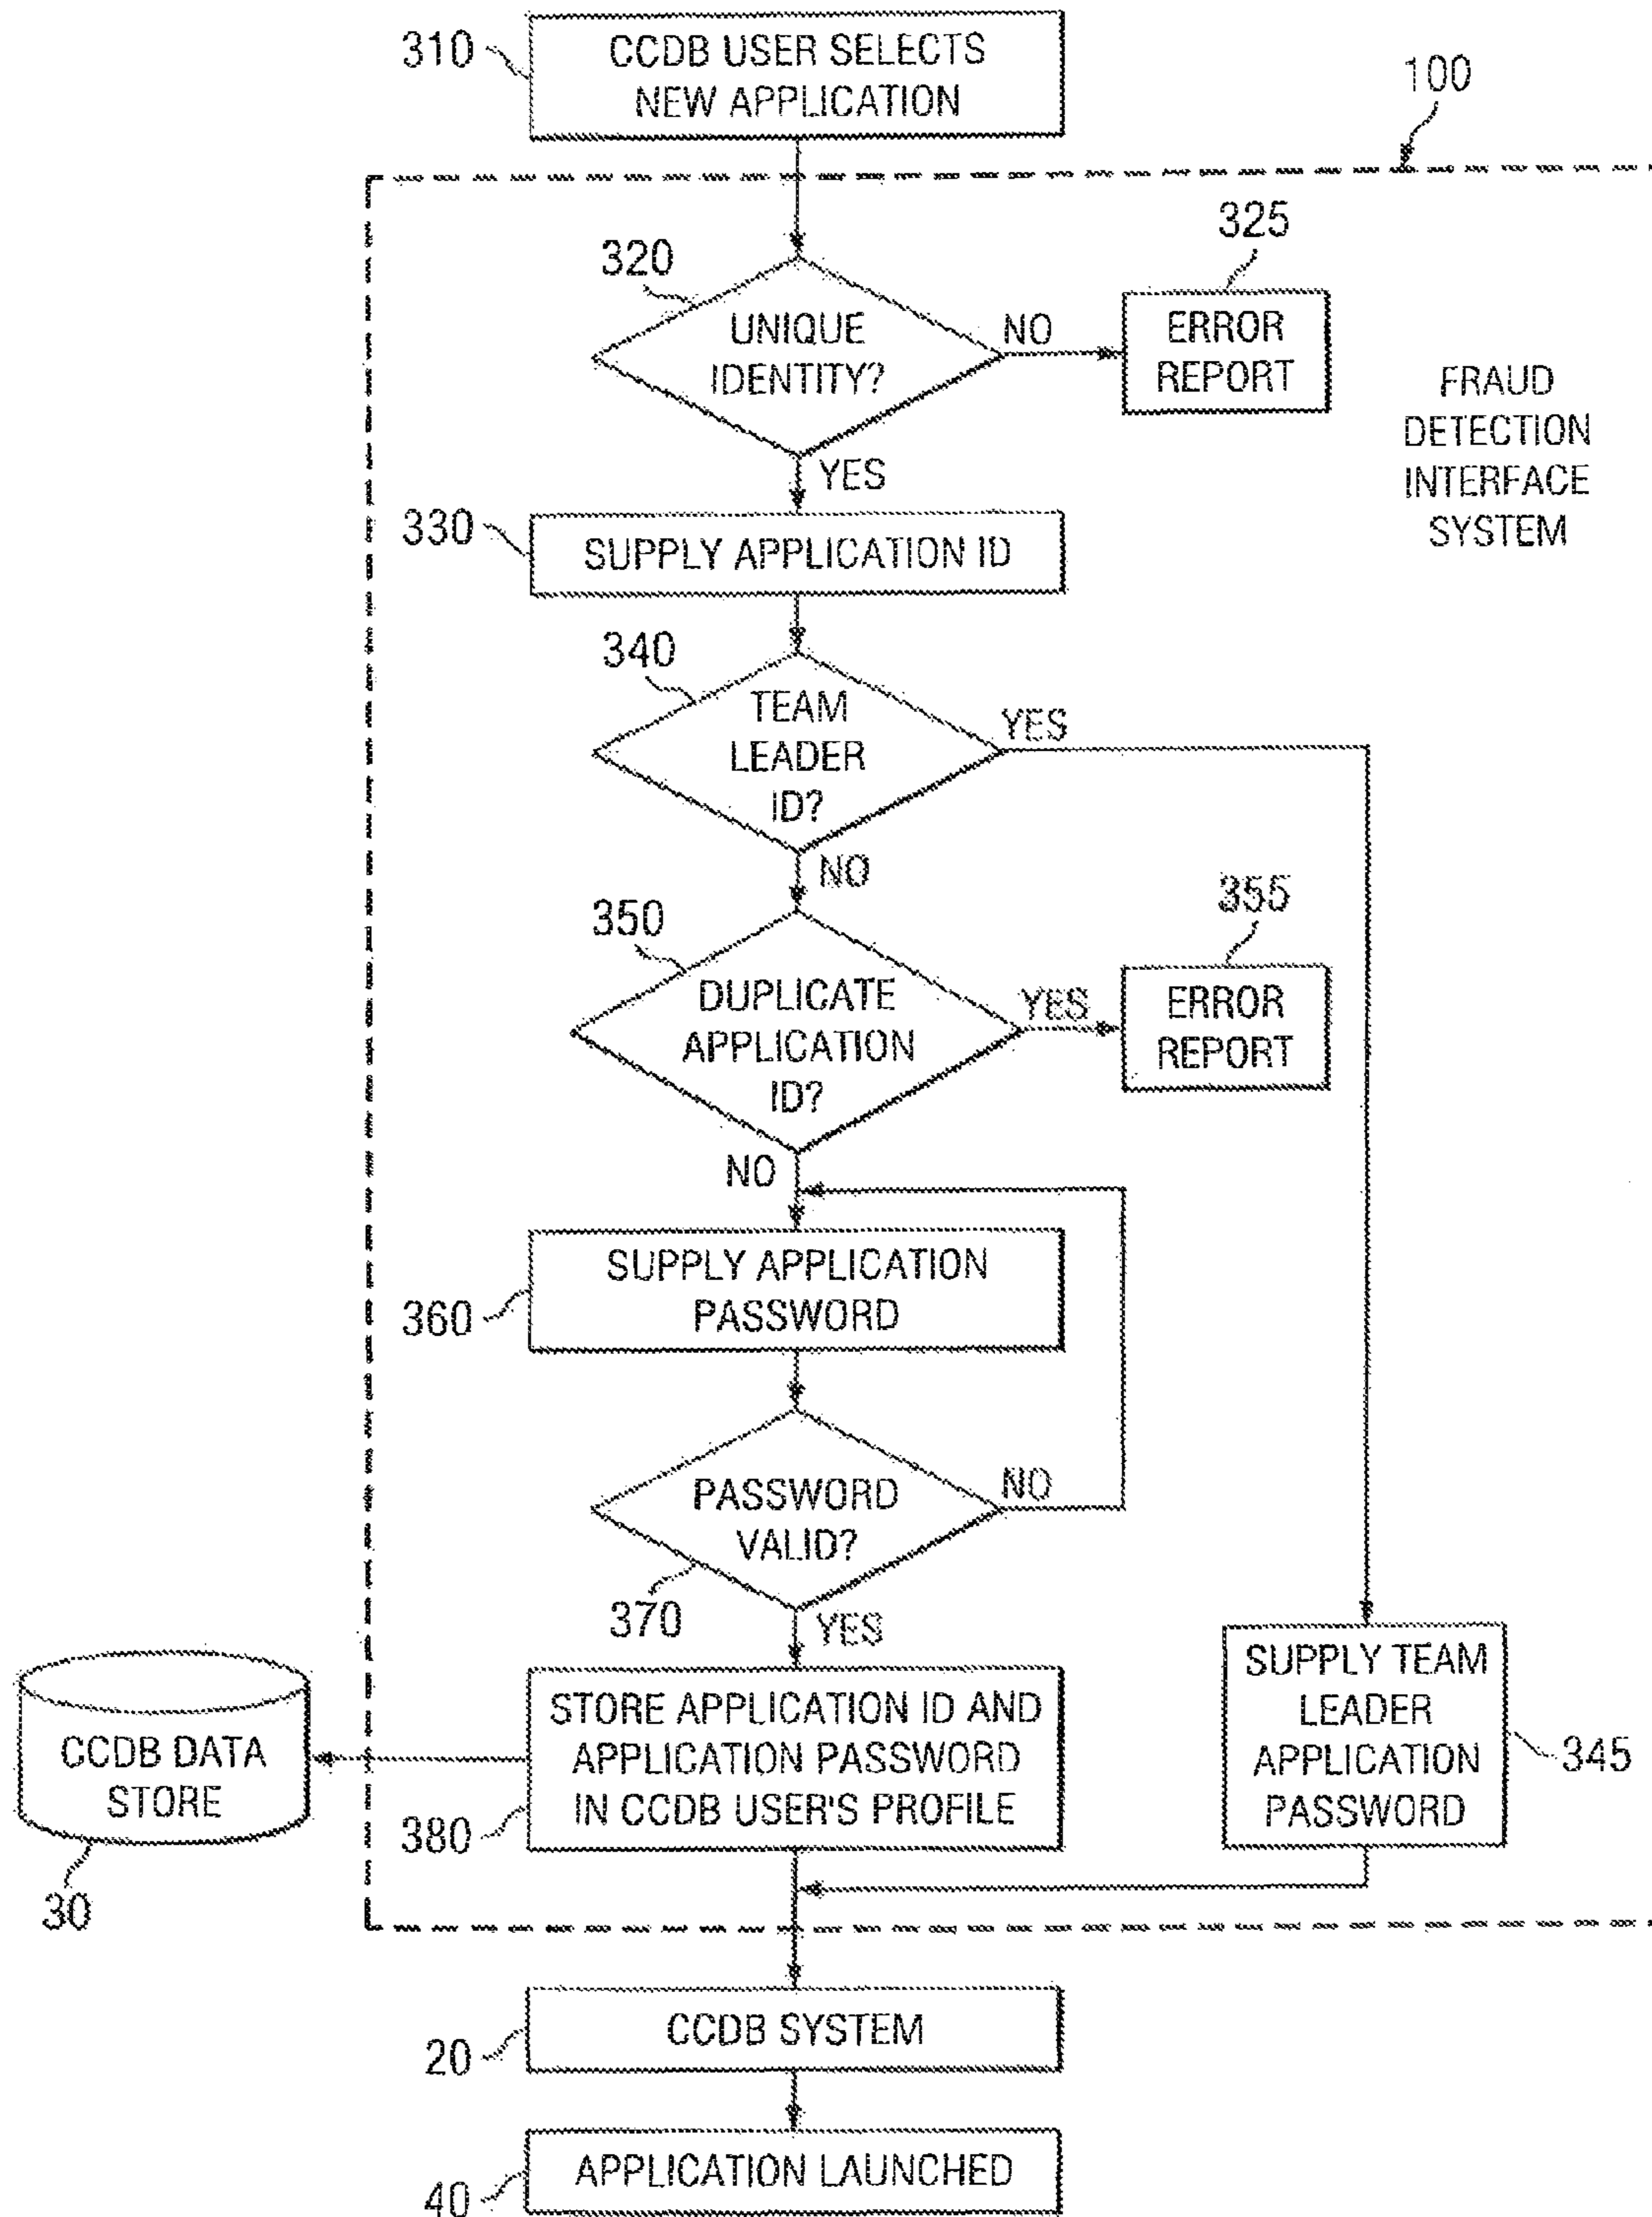 310
CCDB USER SELECTS
NEW APPLICATION
100
320
UNIQUE
IDENTITY?
NO
325
ERROR
REPORT
FRAUD
DETECTION
INTERFACE
SYSTEM
YES
330
SUPPLY APPLICATION ID
340
TEAM
LEADER
ID?
YES
NO
350
DUPLICATE
APPLICATION
ID?
YES
355
ERROR
REPORT
NO
360
SUPPLY APPLICATION
PASSWORD
PASSWORD
VALID?
NO
370
YES
CCDB DATA
STORE
30
STORE APPLICATION ID AND
APPLICATION PASSWORD
IN CCDB USER'S PROFILE
380
SUPPLY TEAM
LEADER
APPLICATION
PASSWORD
345
CCDB SYSTEM
20
APPLICATION LAUNCHED
40